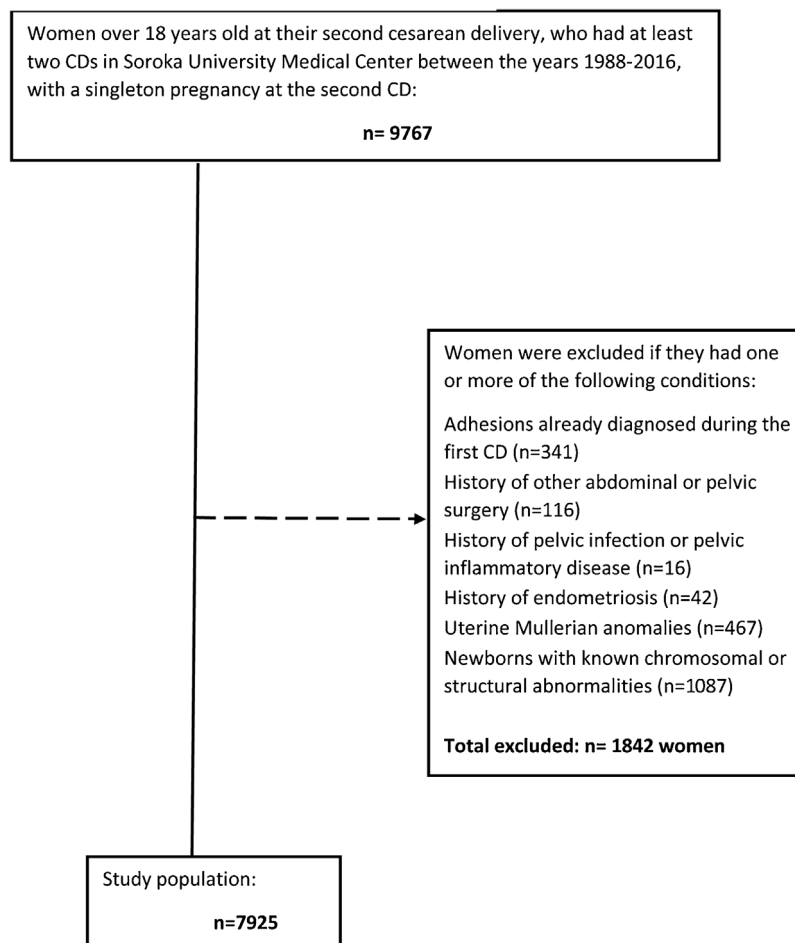 Women over 18 years old at their second cesarean delivery, who had at least
two CDs in Soroka University Medical Center between the years 1988-2016,
with a singleton pregnancy at the second CD:
n= 9767
Women were excluded if they had one
or more of the following conditions:
Adhesions already diagnosed during the
first CD (n=341)
History of other abdominal or pelvic
surgery (n=116)
History of pelvic infection or pelvic
inflammatory disease (n=16)
History of endometriosis (n=42)
Uterine Mullerian anomalies (n=467)
Newborns with known chromosomal or
structural abnormalities (n=1087)
Total excluded: n= 1842 women
Study population:
n=7925